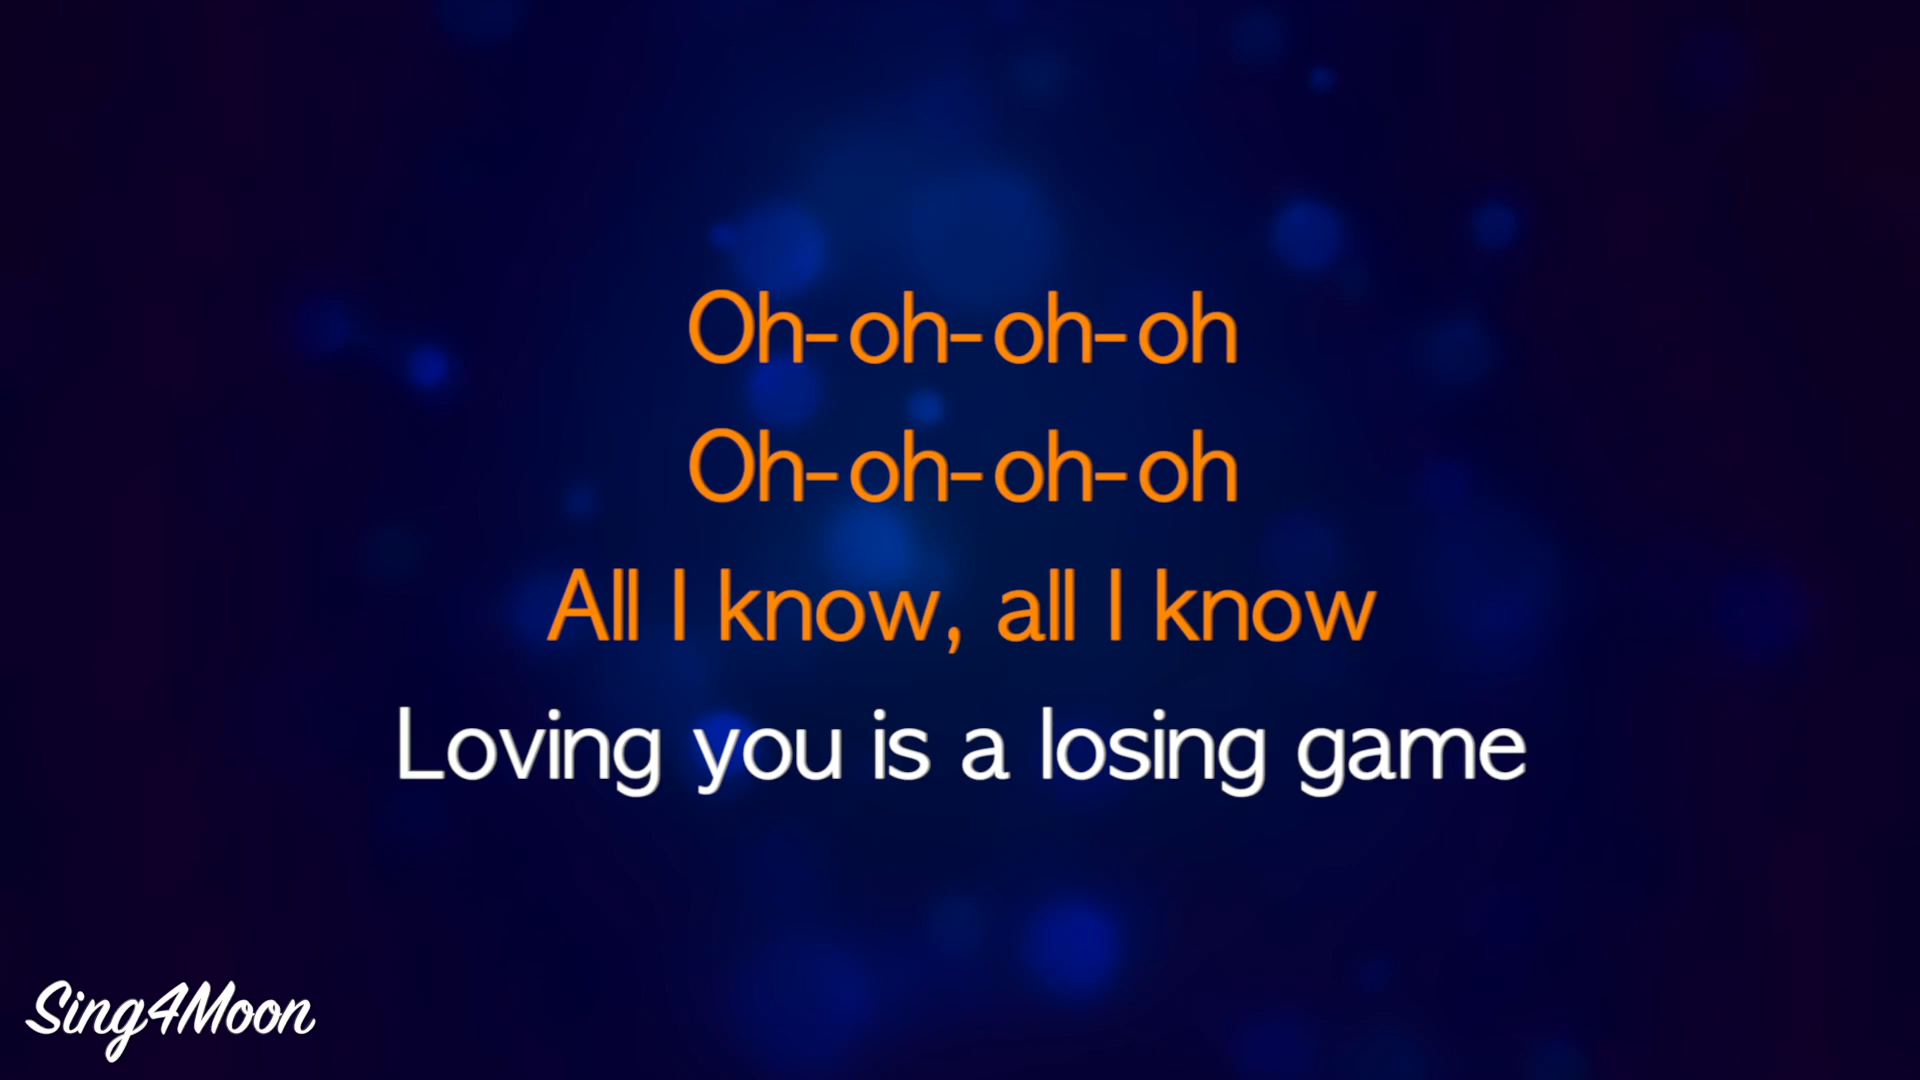 Oh-oh-oh-oh
Oh-oh-oh-oh
All I know, all I know
Loving you is a losing game
Sing4Moon